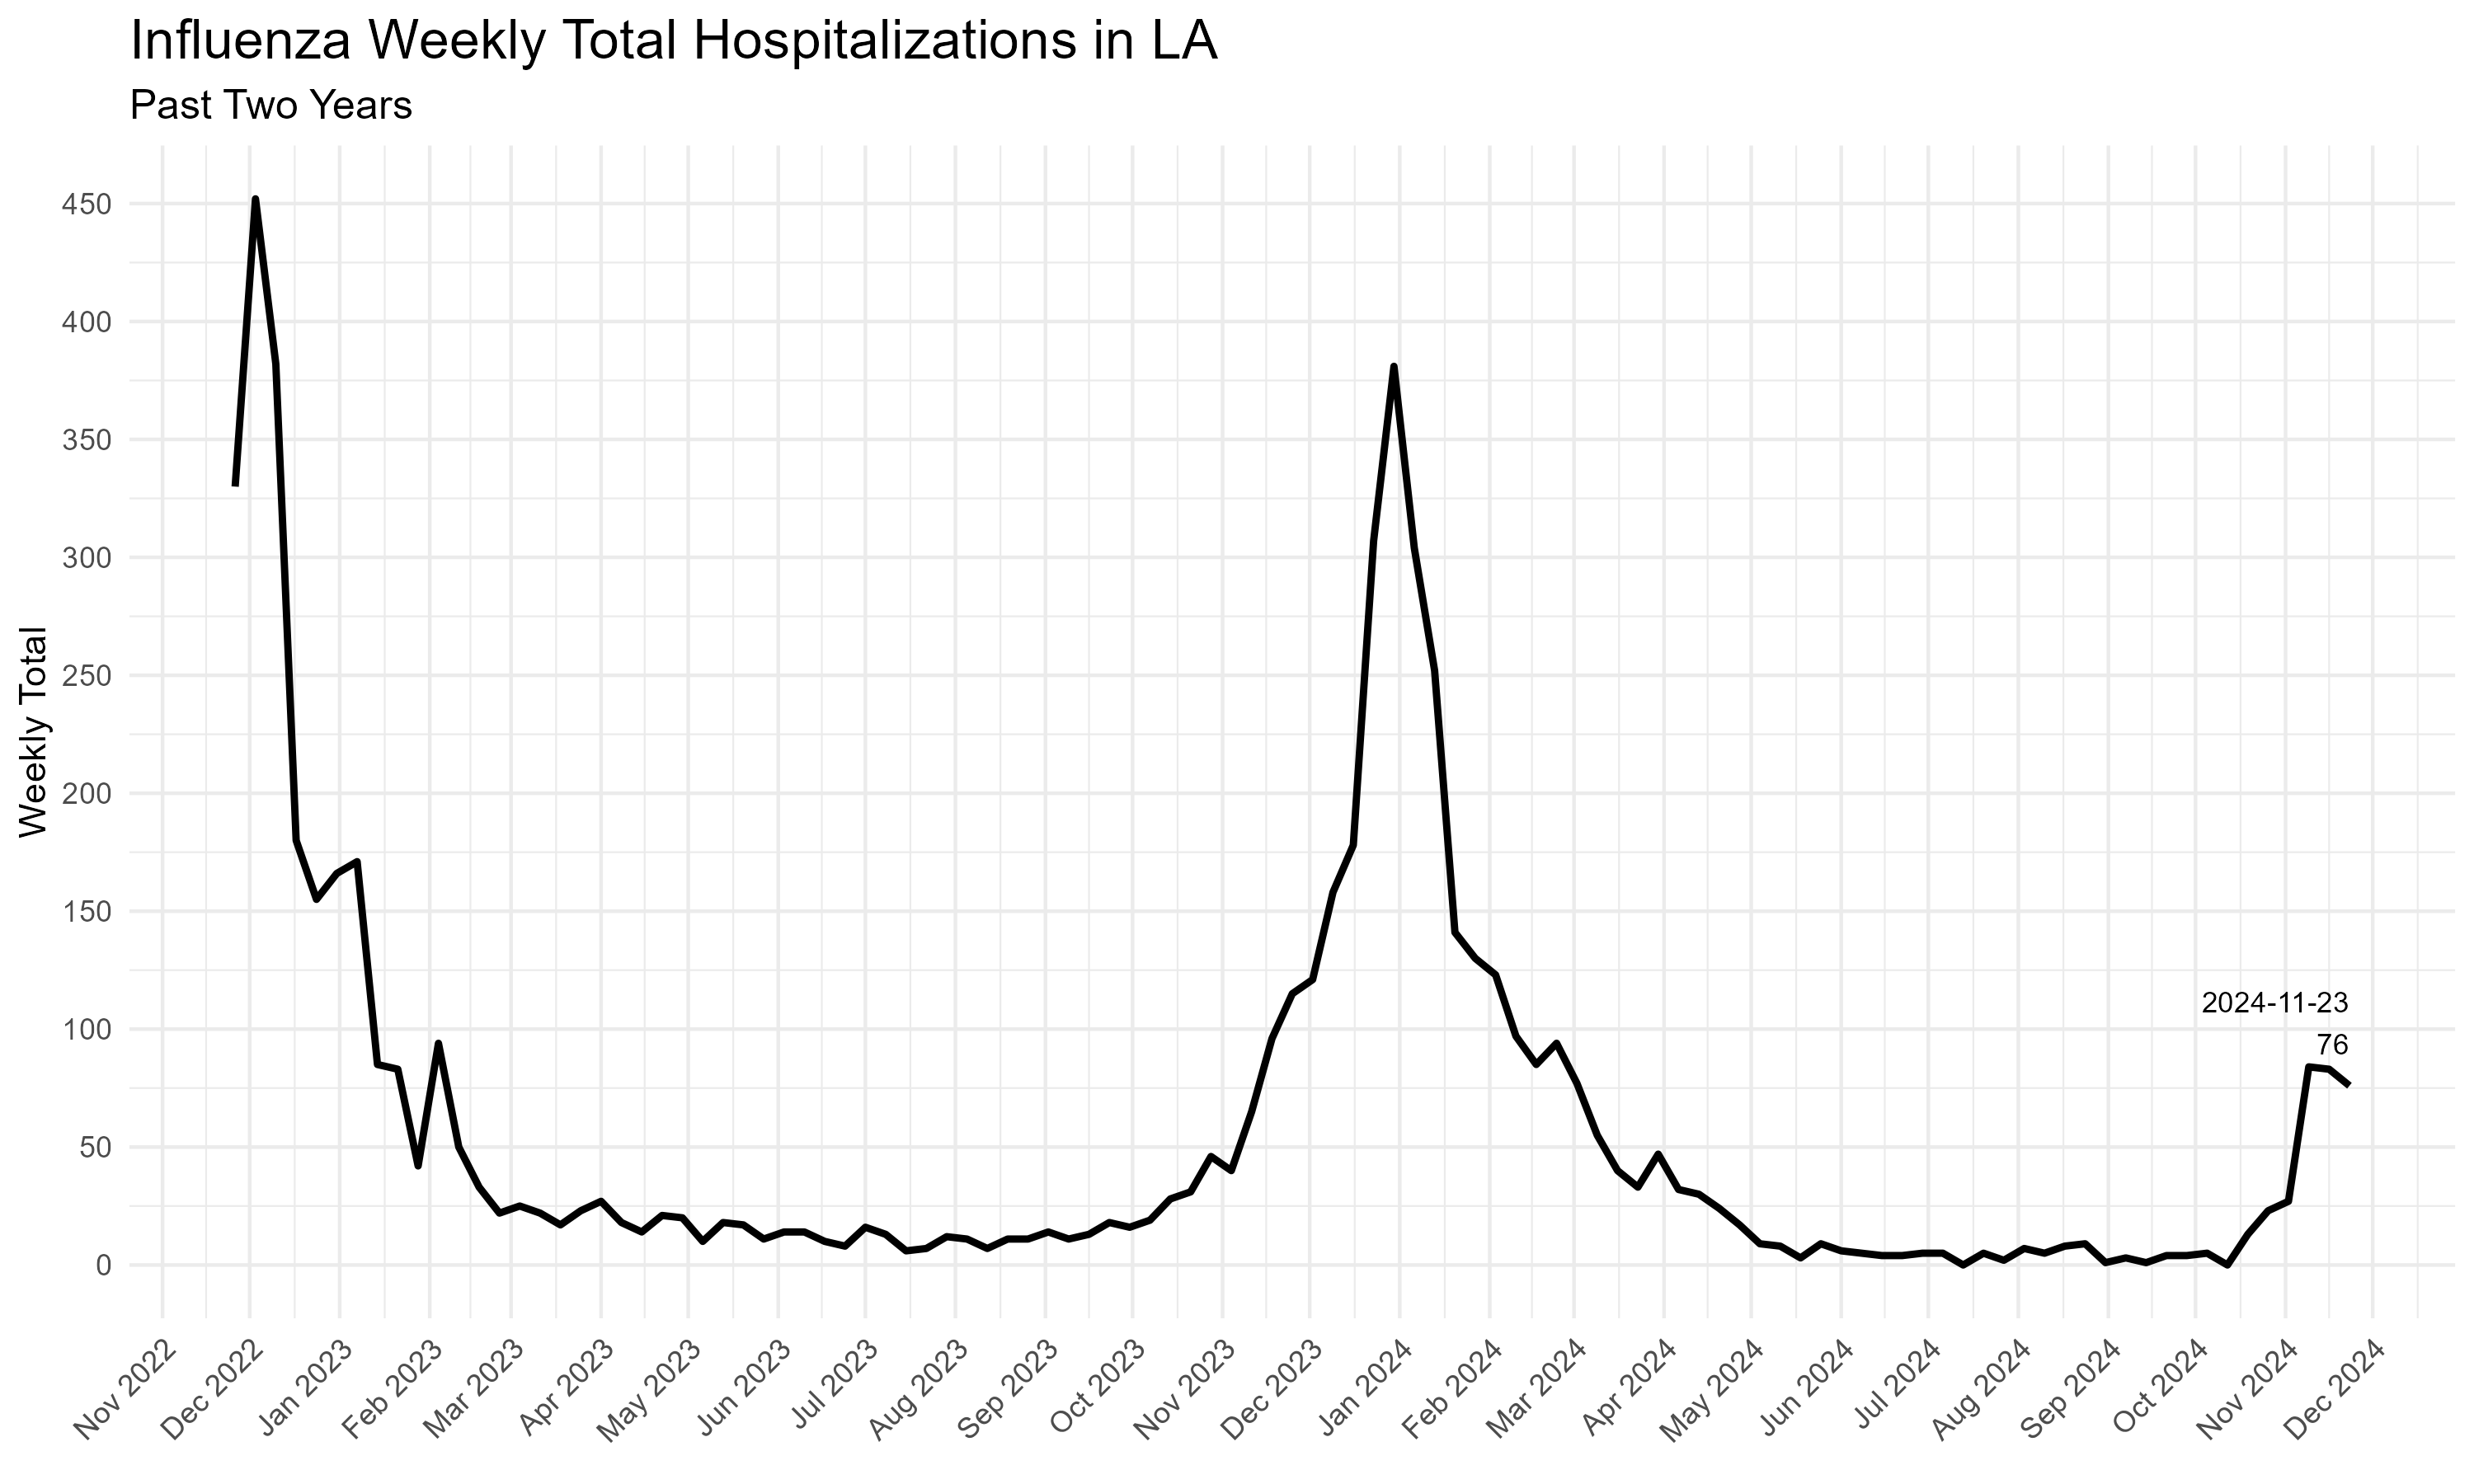 Influenza Weekly Total Hospitalizations in LA
Past Two Years
Weekly Total
450
400
350
300
250
200
150
100
50
0
2024-11-23
76
Nov 2022
Dec 2022
Jan 2023
Feb 2023
Mar 2023
Apr 2023
May 2023
Jun 2023
Jul 2023
Aug 2023
Sep 2023
Oct 2023
Nov 2023
Dec 2023
Jan 2024
Feb 2024
Mar 2024
Apr 2024
May 2024
Jun 2024
Jul 2024
Aug 2024
Sep 2024
Oct 2024
Nov 2024
Dec 2024